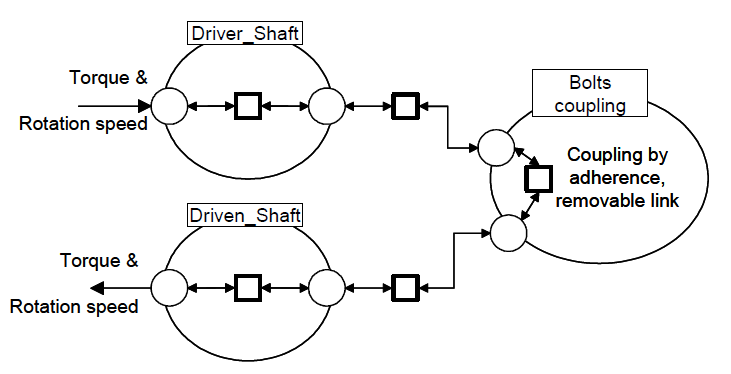 Driver_Shaft
Torque &
Rotation speed
Bolts
coupling
Coupling by
adherence,
removable link
Driven_Shaft
Torque &
Rotation speed